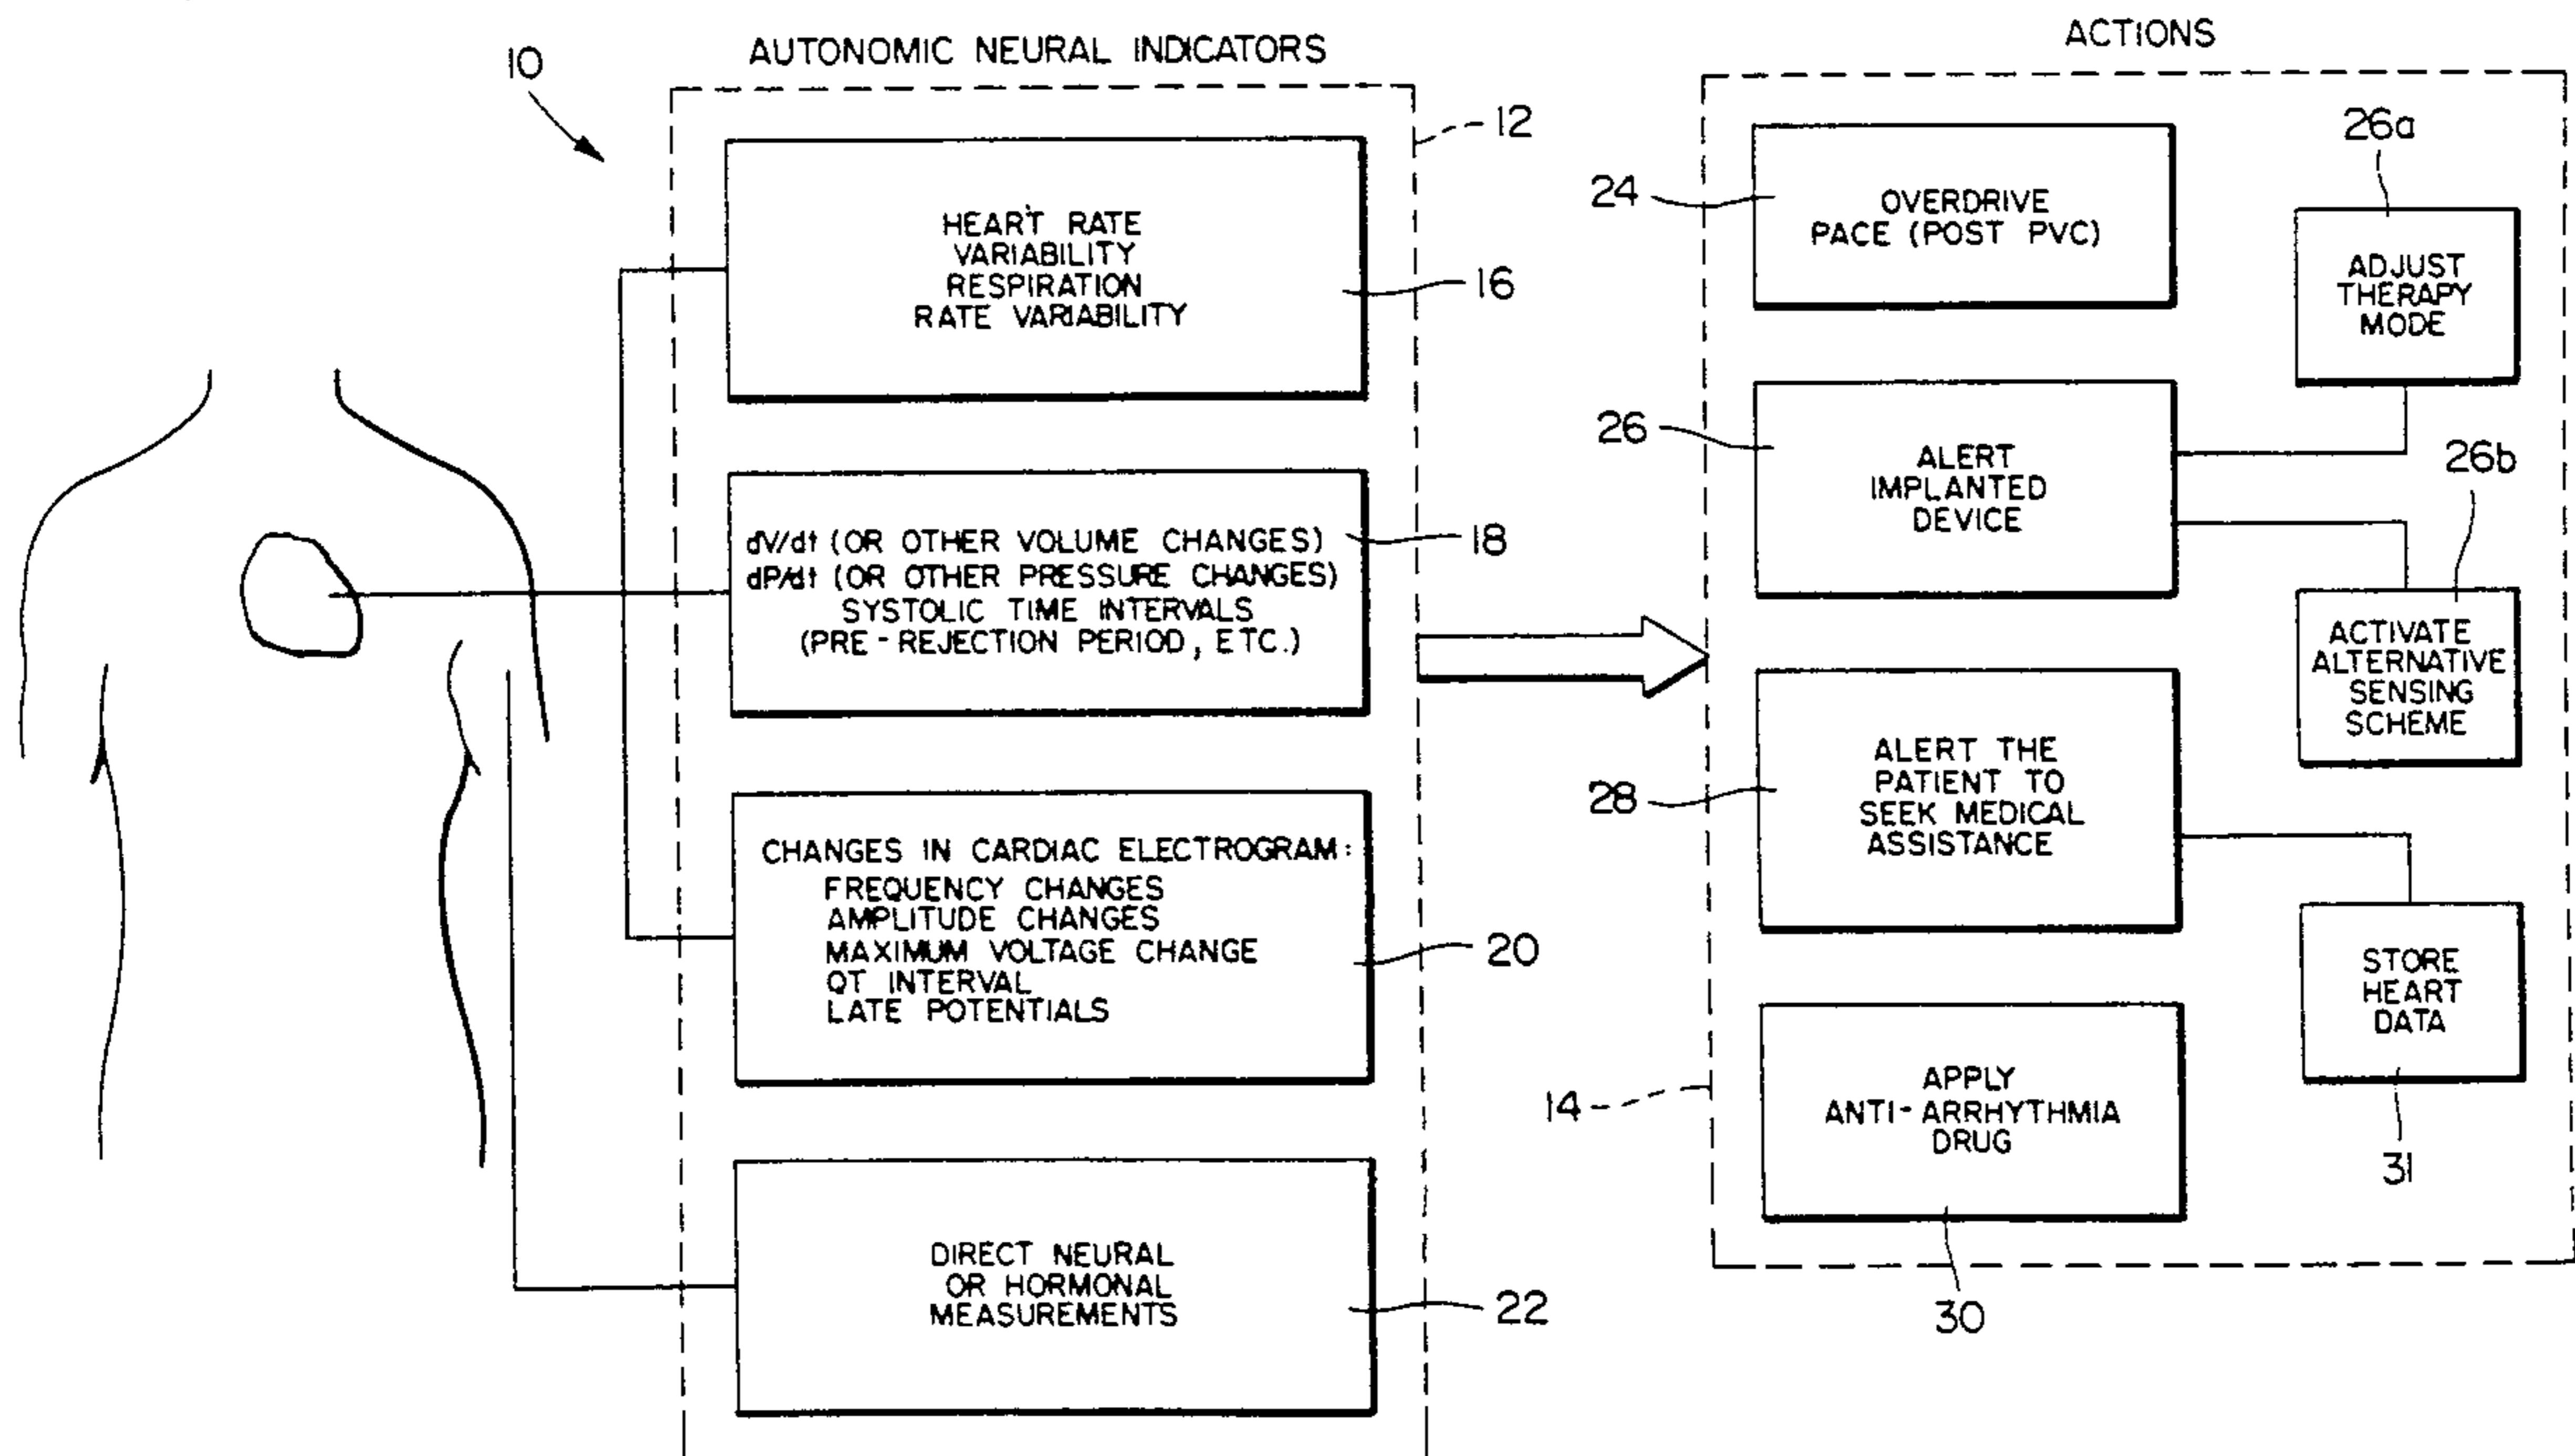 10
AUTONOMIC NEURAL INDICATORS
12
HEART RATE
VARIABILITY
RESPIRATION
RATE VARIABILITY
16
dV/dt (OR OTHER VOLUME CHANGES)
dP/dt (OR OTHER PRESSURE CHANGES)
SYSTOLIC TIME INTERVALS
(PRE-REJECTION PERIOD, ETC.)
18
CHANGES IN CARDIAC ELECTROGRAM:
FREQUENCY CHANGES
AMPLITUDE CHANGES
MAXIMUM VOLTAGE CHANGE
QT INTERVAL
LATE POTENTIALS
20
DIRECT NEURAL
OR HORMONAL
MEASUREMENTS
22
ACTIONS
24
OVERDRIVE
PACE (POST PVC)
26a
ADJUST
THERAPY
MODE
26
ALERT
IMPLANTED
DEVICE
26b
ACTIVATE
ALTERNATIVE
SENSING
SCHEME
28
ALERT THE
PATIENT TO
SEEK MEDICAL
ASSISTANCE
STORE
HEART
DATA
31
14
APPLY
ANTI-ARRHYTHMIA
DRUG
30